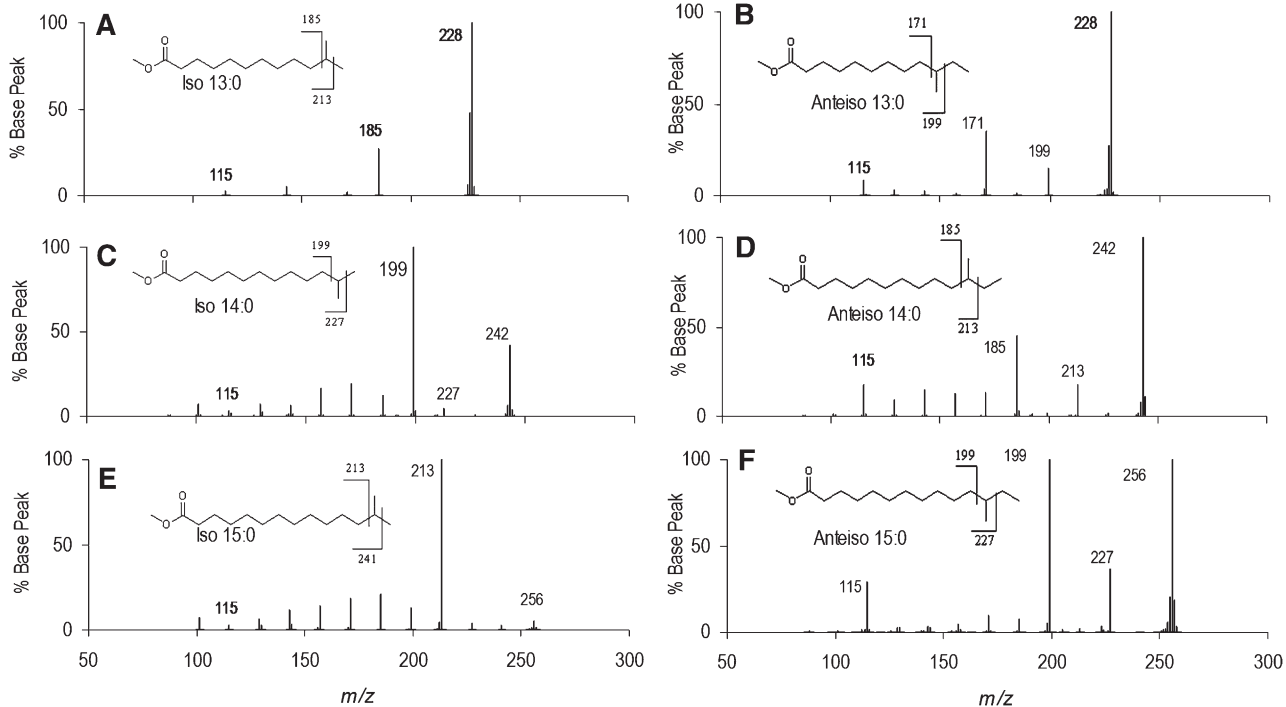 A
% Base Peak
100
50
0
185
O
O
Iso 13:0
213
228
185
115
B
% Base Peak
100
50
0
171
O
O
Anteiso 13:0
199
228
171
199
115
C
% Base Peak
100
50
0
199
O
O
Iso 14:0
227
199
242
115
227
D
% Base Peak
100
50
0
185
O
O
Anteiso 14:0
213
242
185
213
115
E
% Base Peak
100
50
0
213
O
O
Iso 15:0
241
213
115
256
50 100 150 200 250 300
m/z
F
% Base Peak
100
50
0
199
O
O
Anteiso 15:0
227
199
256
227
115
50 100 150 200 250 300
m/z